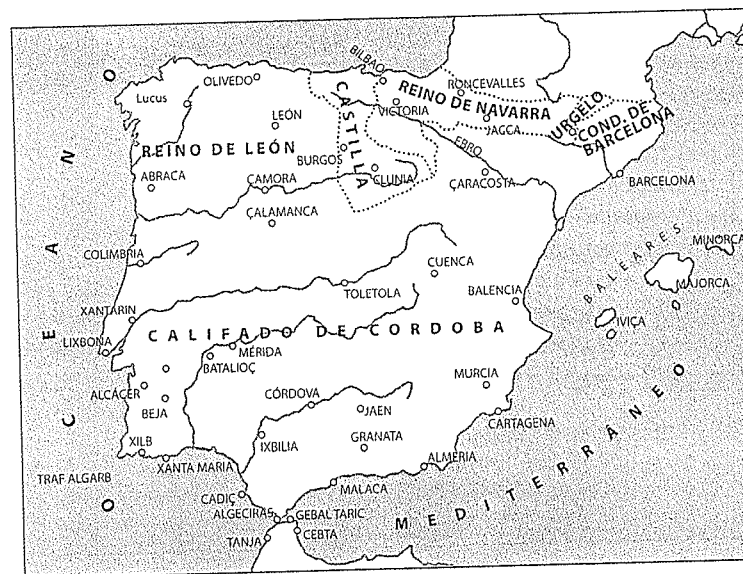 BILBAO
OLIVEDO
Lucus
RONCEVALLES
REINO DE NAVARRA
CASTILLA
VICTORIA
JAGCA
URGELO
COND. DE
BARCELONA
LEÓN
REINO DE LEÓN
BURGOS
EBRO
ABRACA
CAMORA
CLUNIA
ÇARACOSTA
BARCELONA
ÇALAMANCA
COLIMBRIA
CUENCA
BALEARES
MINORCA
MAJORCA
IVIÇA
TOLETOLA
BALENCIA
XANTARIN
CALIFADO DE CORDOBA
LIXBONA
MÉRIDA
BATALIOÇ
ALCÁCER
BEJA
CÓRDOVA
JAEN
MURCIA
CARTAGENA
XILB
IXBILIA
GRANATA
TRAF ALGARB
XANTA MARIA
ALMERIA
CADIÇ
MALACA
ALGECIRAS
GEBAL TARIC
TANJA
CEBTA
OCEANO
MEDITERRÂNEO